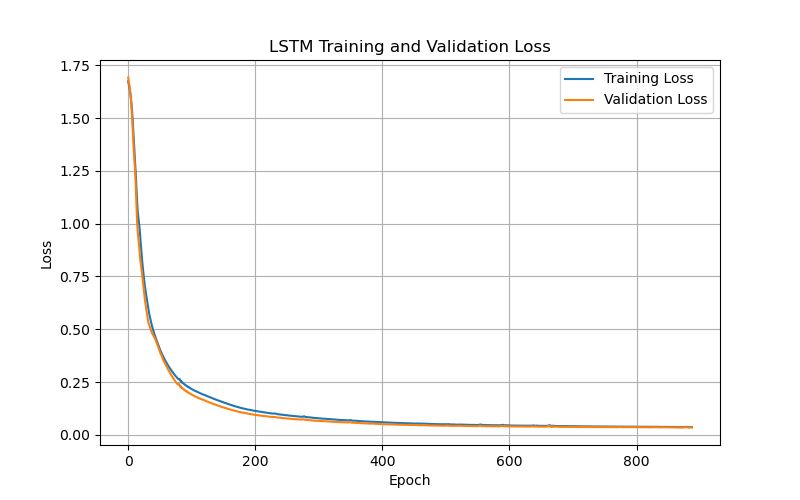 LSTM Training and Validation Loss
Training Loss
Validation Loss
1.75
1.50
1.25
1.00
0.75
0.50
0.25
0.00
Loss
0
200
400
600
800
Epoch